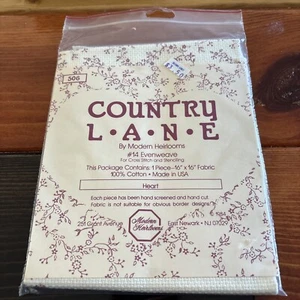 506
COUNTRY
L•A•N•E
By Modern Heirlooms
#14 Evenweave
For Cross Stitch and Stenciling
This Package Contains: 1 Piece-16" x 16" Fabric
100% Cotton • Made in USA
Heart
Each piece has been hand screened and hand cut
Fabric is not suitable for obvious border designs
Grant Avenue
Modern Heirlooms
East Newark • NJ